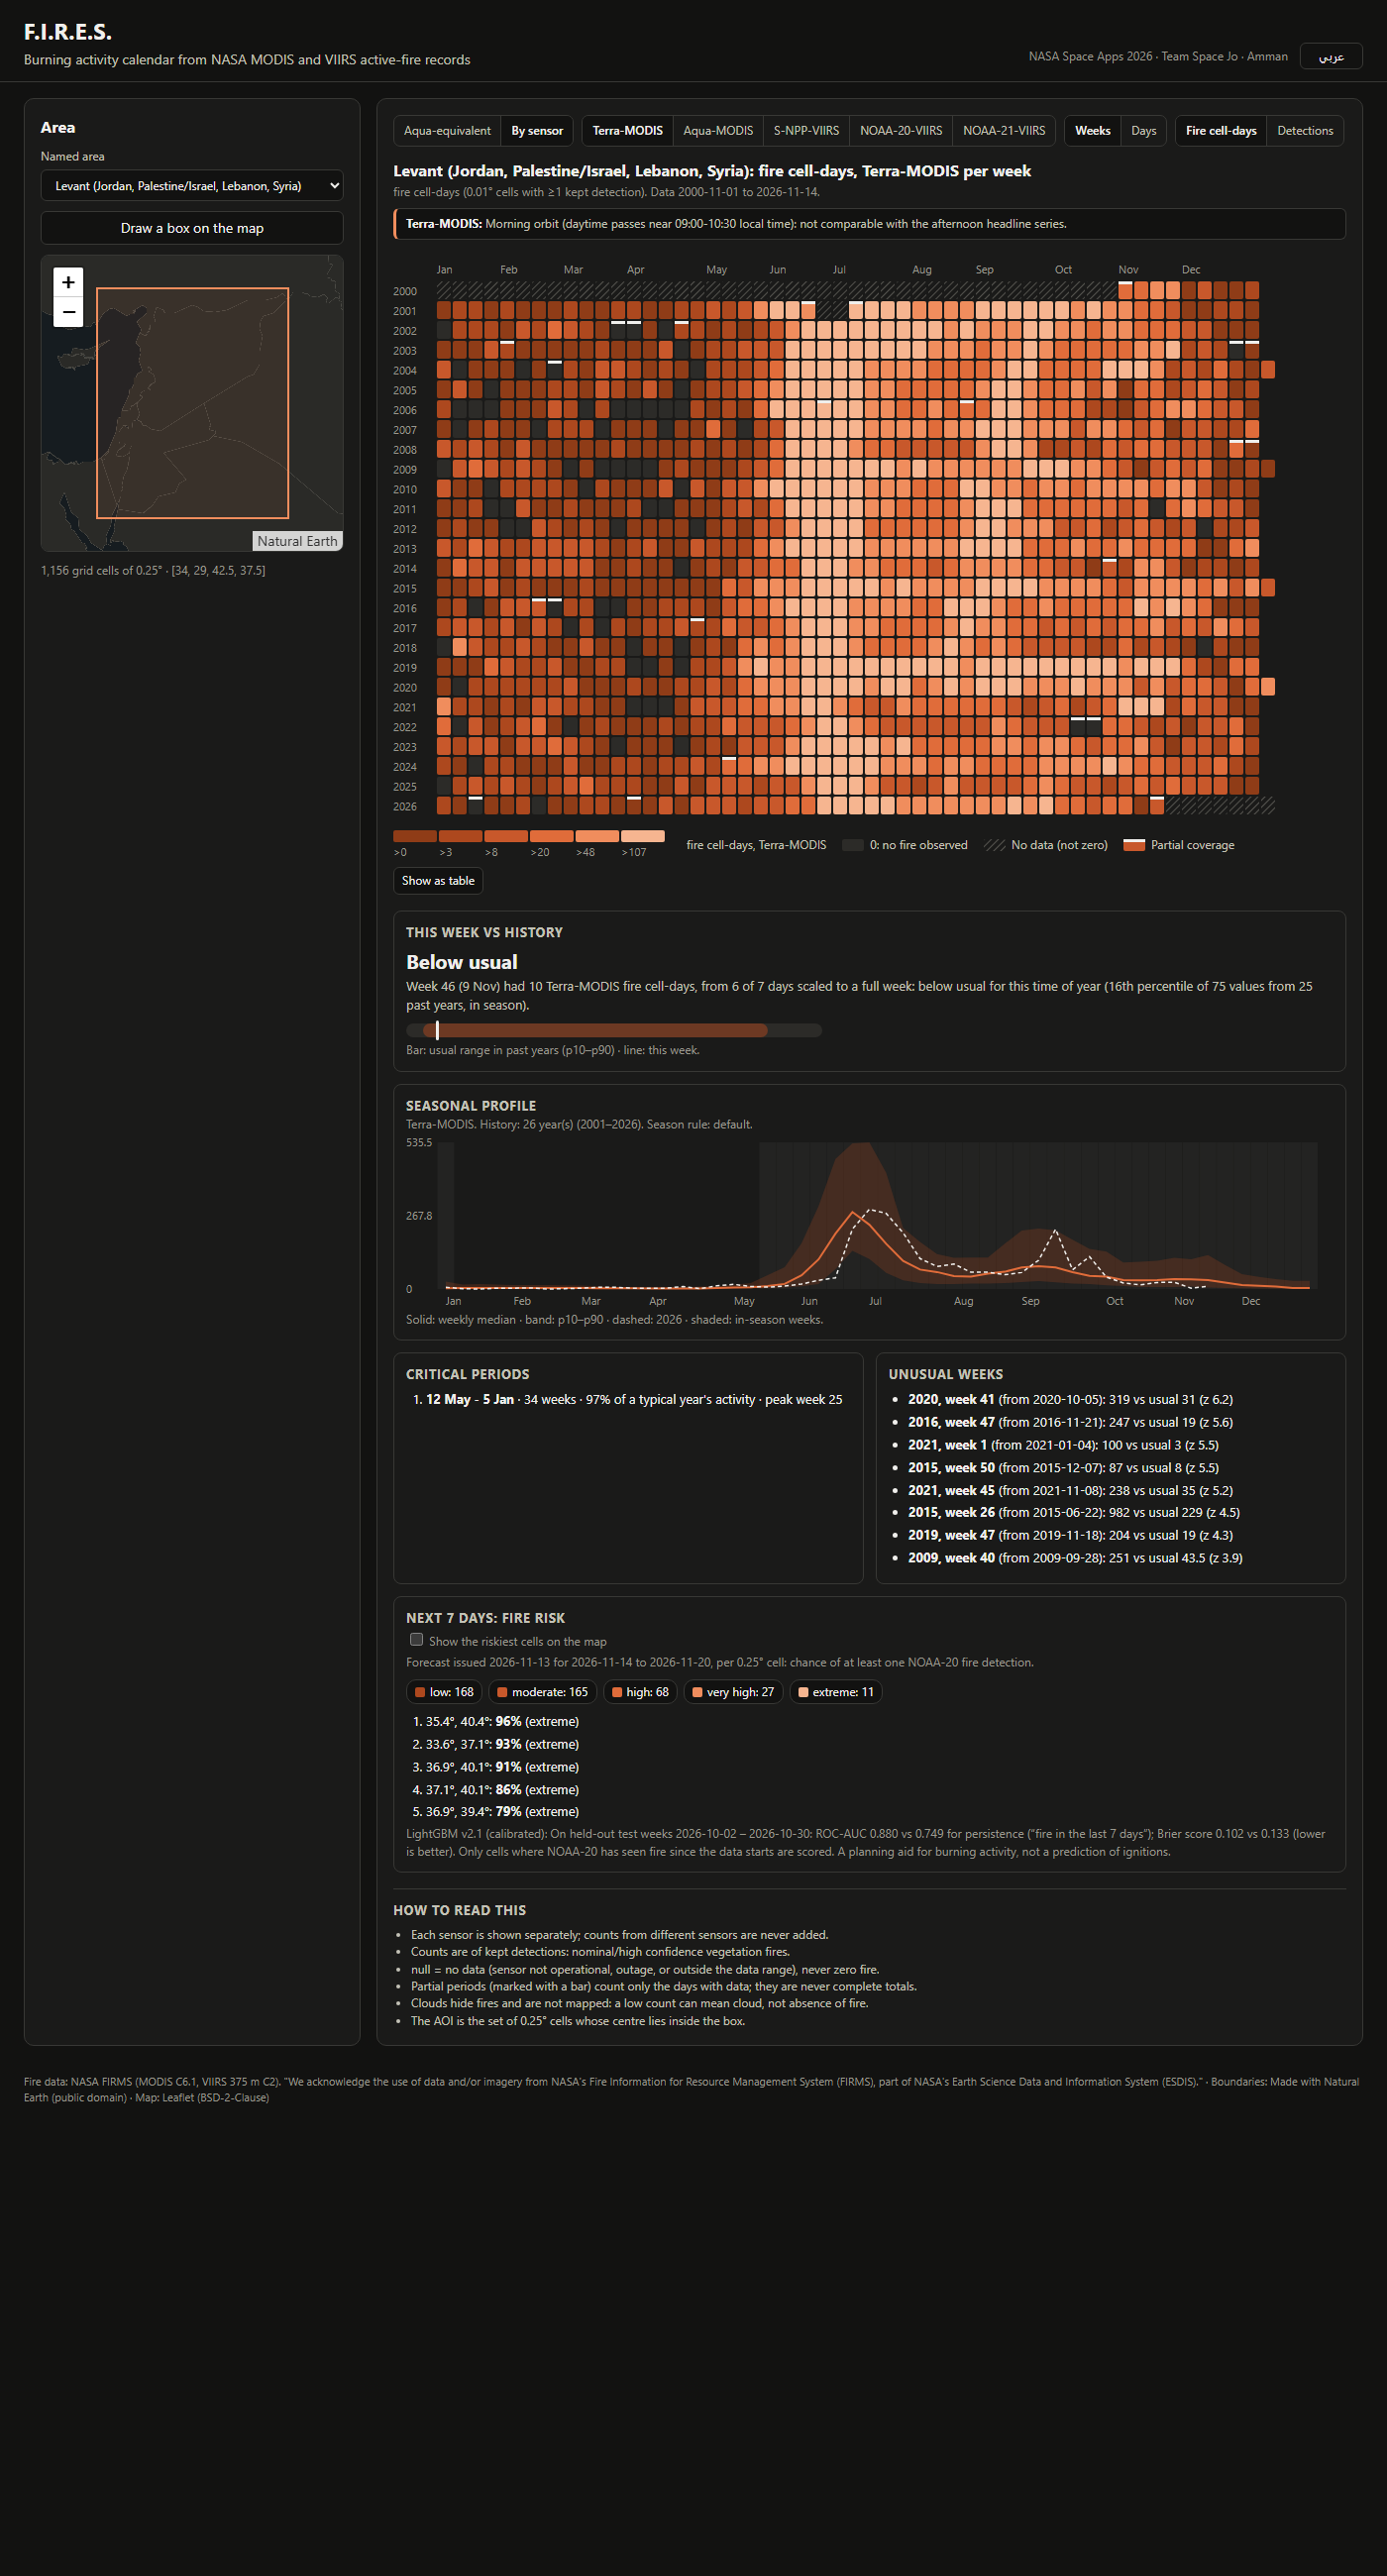 F.I.R.E.S.
Burning activity calendar from NASA MODIS and VIIRS active-fire records
NASA Space Apps 2026 · Team Space Jo · Amman
عربي
Area
Named area
Levant (Jordan, Palestine/Israel, Lebanon, Syria)
Draw a box on the map
+
−
Natural Earth
1,156 grid cells of 0.25° · [34, 29, 42.5, 37.5]
Aqua-equivalent By sensor Terra-MODIS Aqua-MODIS S-NPP-VIIRS NOAA-20-VIIRS NOAA-21-VIIRS Weeks Days Fire cell-days Detections
Levant (Jordan, Palestine/Israel, Lebanon, Syria): fire cell-days, Terra-MODIS per week
fire cell-days (0.01° cells with ≥1 kept detection). Data 2000-11-01 to 2026-11-14.
Terra-MODIS: Morning orbit (daytime passes near 09:00-10:30 local time): not comparable with the afternoon headline series.
Jan Feb Mar Apr May Jun Jul Aug Sep Oct Nov Dec
2000
2001
2002
2003
2004
2005
2006
2007
2008
2009
2010
2011
2012
2013
2014
2015
2016
2017
2018
2019
2020
2021
2022
2023
2024
2025
2026
>0 >3 >8 >20 >48 >107
fire cell-days, Terra-MODIS 0: no fire observed No data (not zero) Partial coverage
Show as table
THIS WEEK VS HISTORY
Below usual
Week 46 (9 Nov) had 10 Terra-MODIS fire cell-days, from 6 of 7 days scaled to a full week: below usual for this time of year (16th percentile of 75 values from 25
past years, in season).
Bar: usual range in past years (p10–p90) · line: this week.
SEASONAL PROFILE
Terra-MODIS. History: 26 year(s) (2001–2026). Season rule: default.
535.5
267.8
0
Jan Feb Mar Apr May Jun Jul Aug Sep Oct Nov Dec
Solid: weekly median · band: p10–p90 · dashed: 2026 · shaded: in-season weeks.
CRITICAL PERIODS
1. 12 May - 5 Jan · 34 weeks · 97% of a typical year's activity · peak week 25
UNUSUAL WEEKS
• 2020, week 41 (from 2020-10-05): 319 vs usual 31 (z 6.2)
• 2016, week 47 (from 2016-11-21): 247 vs usual 19 (z 5.6)
• 2021, week 1 (from 2021-01-04): 100 vs usual 3 (z 5.5)
• 2015, week 50 (from 2015-12-07): 87 vs usual 8 (z 5.5)
• 2021, week 45 (from 2021-11-08): 238 vs usual 35 (z 5.2)
• 2015, week 26 (from 2015-06-22): 982 vs usual 229 (z 4.5)
• 2019, week 47 (from 2019-11-18): 204 vs usual 19 (z 4.3)
• 2009, week 40 (from 2009-09-28): 251 vs usual 43.5 (z 3.9)
NEXT 7 DAYS: FIRE RISK
Show the riskiest cells on the map
Forecast issued 2026-11-13 for 2026-11-14 to 2026-11-20, per 0.25° cell: chance of at least one NOAA-20 fire detection.
low: 168 moderate: 165 high: 68 very high: 27 extreme: 11
1. 35.4°, 40.4°: 96% (extreme)
2. 33.6°, 37.1°: 93% (extreme)
3. 36.9°, 40.1°: 91% (extreme)
4. 37.1°, 40.1°: 86% (extreme)
5. 36.9°, 39.4°: 79% (extreme)
LightGBM v2.1 (calibrated): On held-out test weeks 2026-10-02 – 2026-10-30: ROC-AUC 0.880 vs 0.749 for persistence ("fire in the last 7 days"); Brier score 0.102 vs 0.133 (lower
is better). Only cells where NOAA-20 has seen fire since the data starts are scored. A planning aid for burning activity, not a prediction of ignitions.
HOW TO READ THIS
• Each sensor is shown separately; counts from different sensors are never added.
• Counts are of kept detections: nominal/high confidence vegetation fires.
• null = no data (sensor not operational, outage, or outside the data range), never zero fire.
• Partial periods (marked with a bar) count only the days with data; they are never complete totals.
• Clouds hide fires and are not mapped: a low count can mean cloud, not absence of fire.
• The AOI is the set of 0.25° cells whose centre lies inside the box.
Fire data: NASA FIRMS (MODIS C6.1, VIIRS 375 m C2). "We acknowledge the use of data and/or imagery from NASA's Fire Information for Resource Management System (FIRMS), part of NASA's Earth Science Data and Information System (ESDIS)." · Boundaries: Made with Natural
Earth (public domain) · Map: Leaflet (BSD-2-Clause)